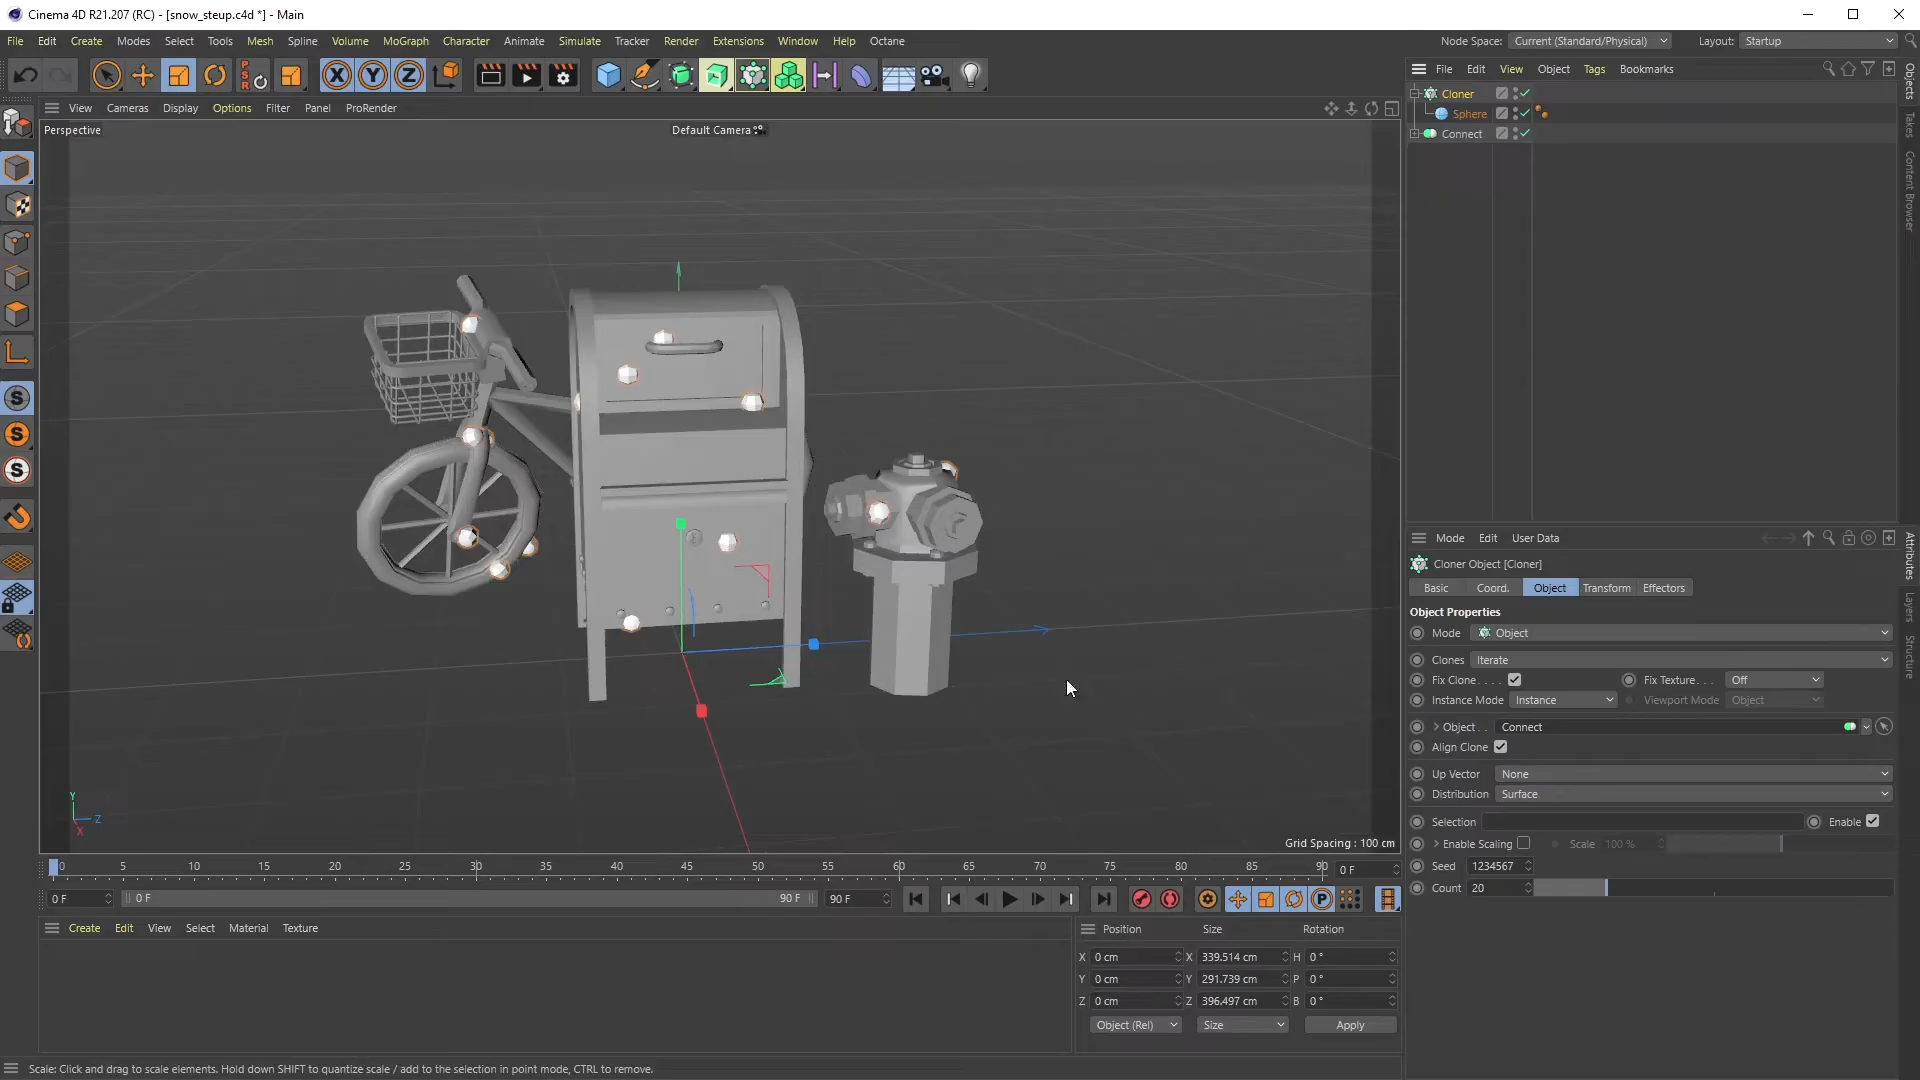 Cinema 4D R21.207 (RC) - [snow_steup.c4d *] - Main
File Edit Create Modes Select Tools Mesh Spline Volume MoGraph Character Animate Simulate Tracker Render Extensions Window Help Octane
Node Space: Current (Standard/Physical) Layout: Startup
PSR
X Y Z
File Edit View Object Tags Bookmarks
Objects
Takes
Content Browser
View Cameras Display Options Filter Panel ProRender
Perspective
Default Camera
Cloner
Sphere
Connect
S
S
S
Mode Edit User Data
Attributes
Layers
Structure
Cloner Object [Cloner]
Basic Coord. Object Transform Effectors
Object Properties
Mode Object
Clones Iterate
Fix Clone . . . . Fix Texture . . . Off
Instance Mode Instance Viewport Mode Object
Object . . Connect
Align Clone
Up Vector None
Distribution Surface
Selection Enable
Enable Scaling Scale 100 %
Seed 1234567
Count 20
Y
Z
X
Grid Spacing : 100 cm
0 5 10 15 20 25 30 35 40 45 50 55 60 65 70 75 80 85 90 0 F
0 F 0 F 90 F 90 F
P
Create Edit View Select Material Texture
Position Size Rotation
X 0 cm X 339.514 cm H 0 °
Y 0 cm Y 291.739 cm P 0 °
Z 0 cm Z 396.497 cm B 0 °
Object (Rel) Size Apply
Scale: Click and drag to scale elements. Hold down SHIFT to quantize scale / add to the selection in point mode, CTRL to remove.